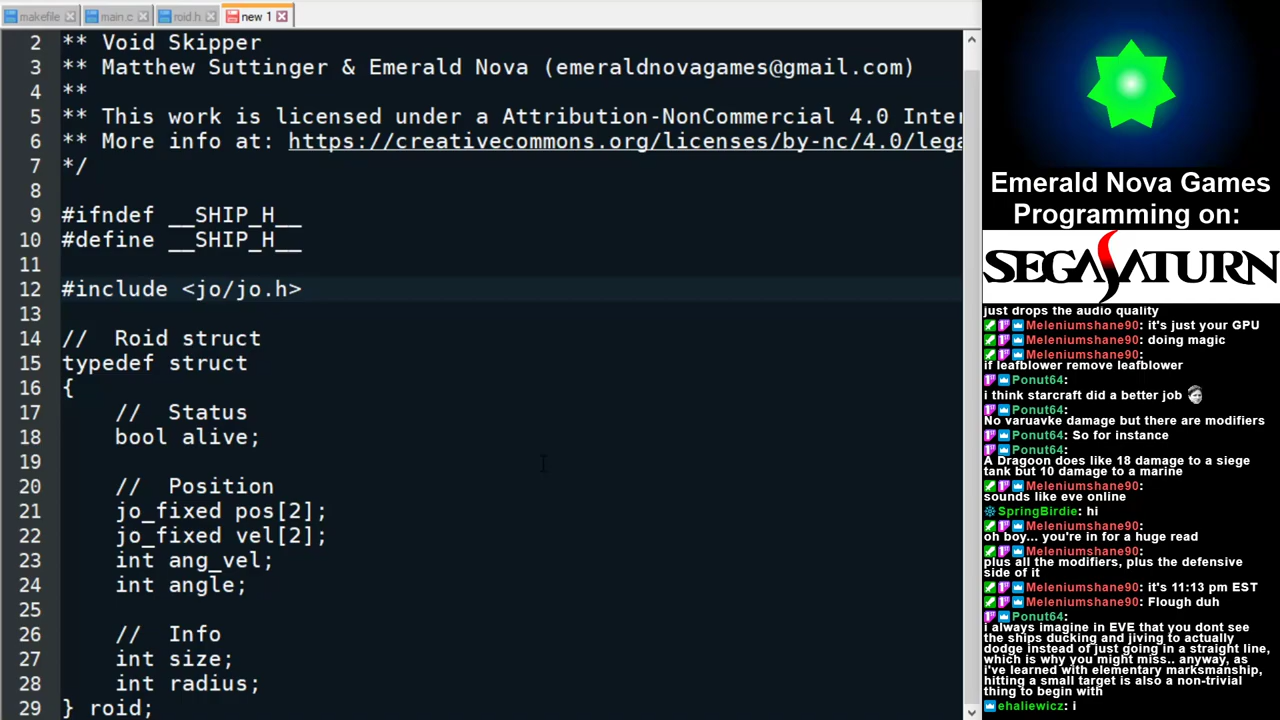 makefile
main.c
roid.h
new 1
2 ** Void Skipper
3 ** Matthew Suttinger & Emerald Nova (emeraldnovagames@gmail.com)
4 **
5 ** This work is licensed under a Attribution-NonCommercial 4.0 Inter
6 ** More info at: https://creativecommons.org/licenses/by-nc/4.0/lega
7 */
8
9 #ifndef __SHIP_H__
10 #define __SHIP_H__
11
12 #include <jo/jo.h>
13
14 // Roid struct
15 typedef struct
16 {
17 // Status
18 bool alive;
19
20 // Position
21 jo_fixed pos[2];
22 jo_fixed vel[2];
23 int ang_vel;
24 int angle;
25
26 // Info
27 int size;
28 int radius;
29 } roid;
Emerald Nova Games
Programming on:
SEGA SATURN
just drops the audio quality
Meleniumshane90: it's just your GPU
Meleniumshane90: doing magic
Meleniumshane90:
if leafblower remove leafblower
Ponut64:
i think starcraft did a better job
Ponut64:
No varuavke damage but there are modifiers
Ponut64: So for instance
Ponut64:
A Dragoon does like 18 damage to a siege
tank but 10 damage to a marine
Meleniumshane90:
sounds like eve online
SpringBirdie: hi
Meleniumshane90:
oh boy... you're in for a huge read
Meleniumshane90:
plus all the modifiers, plus the defensive
side of it
Meleniumshane90: it's 11:13 pm EST
Meleniumshane90: Flough duh
Ponut64:
i always imagine in EVE that you dont see
the ships ducking and jiving to actually
dodge instead of just going in a straight line,
which is why you might miss.. anyway, as
i've learned with elementary marksmanship,
hitting a small target is also a non-trivial
thing to begin with
ehaliewicz: i